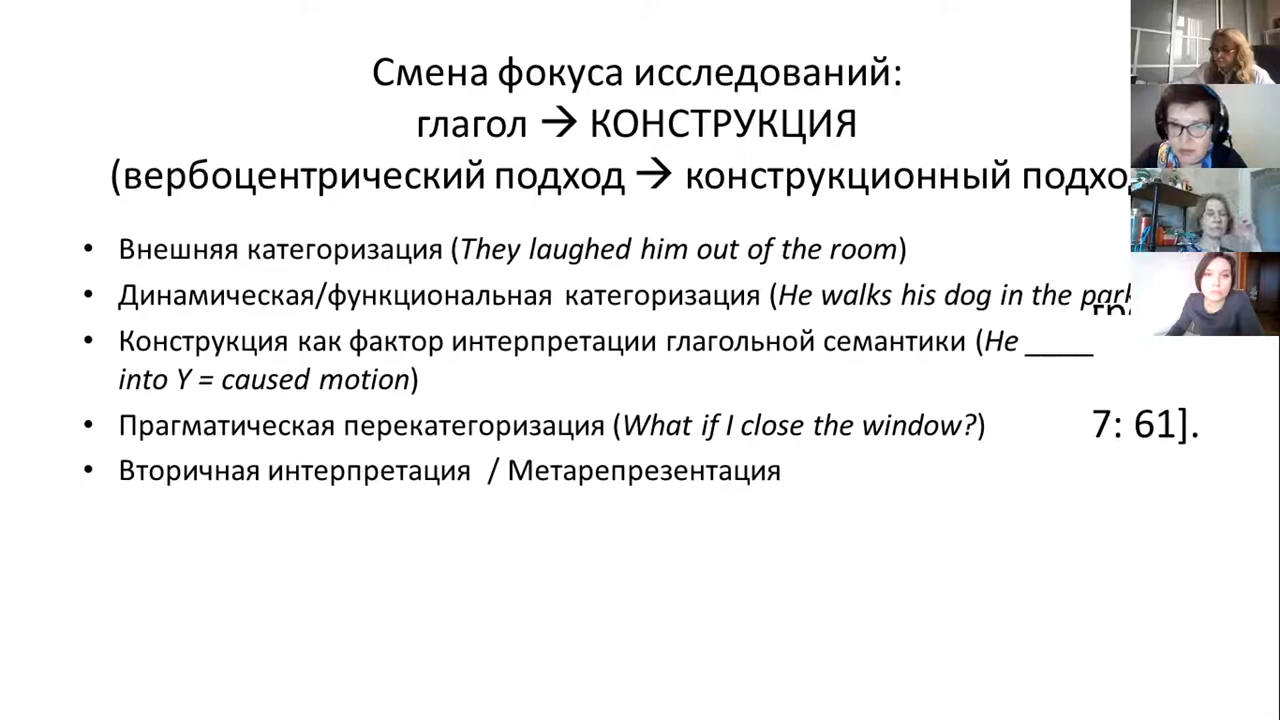 Смена фокуса исследований:
глагол → КОНСТРУКЦИЯ
(вербоцентрический подход → конструкционный подхо
• Внешняя категоризация (They laughed him out of the room)
• Динамическая/функциональная категоризация (He walks his dog in the park
• Конструкция как фактор интерпретации глагольной семантики (He _____
into Y = caused motion)
• Прагматическая перекатегоризация (What if I close the window?)
7: 61].
• Вторичная интерпретация / Метарепрезентация